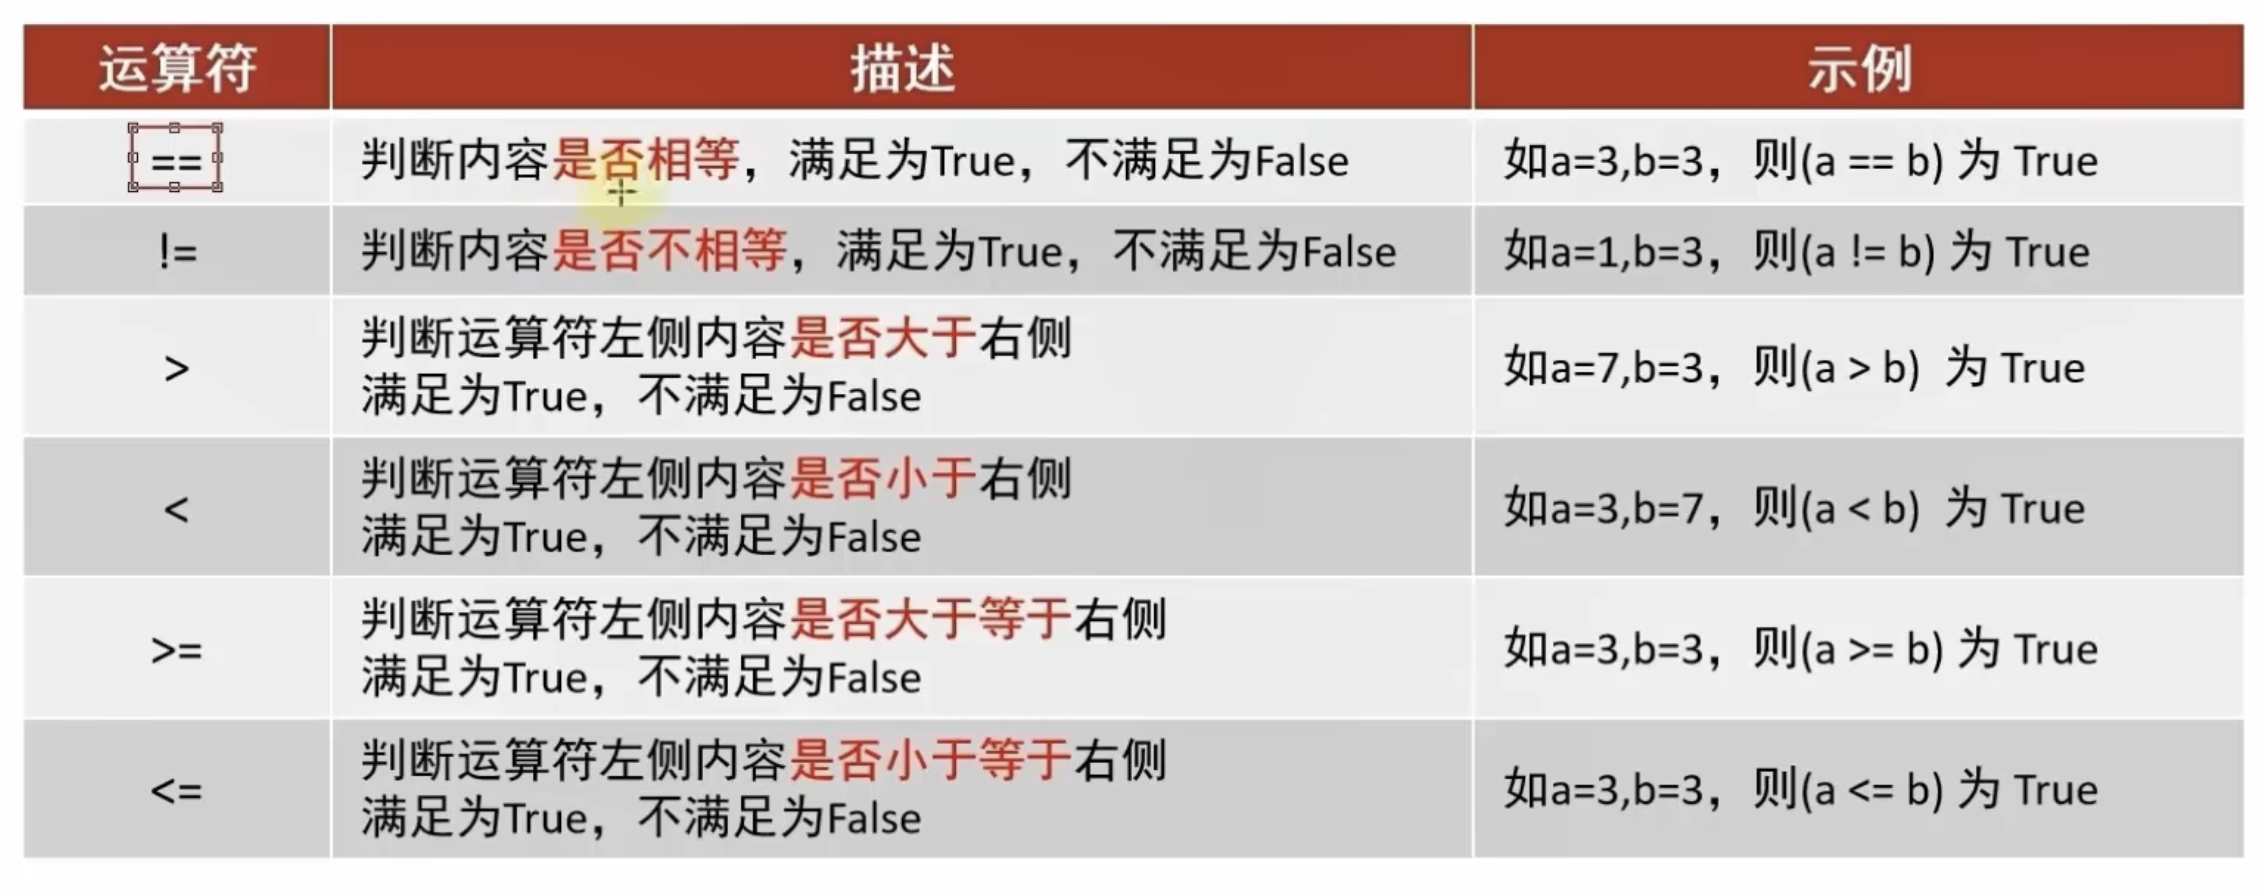 运算符 描述 示例
== 判断内容是否相等，满足为True，不满足为False 如a=3,b=3，则(a == b) 为 True
!= 判断内容是否不相等，满足为True，不满足为False 如a=1,b=3，则(a != b) 为 True
> 判断运算符左侧内容是否大于右侧
满足为True，不满足为False 如a=7,b=3，则(a > b) 为 True
< 判断运算符左侧内容是否小于右侧
满足为True，不满足为False 如a=3,b=7，则(a < b) 为 True
>= 判断运算符左侧内容是否大于等于右侧
满足为True，不满足为False 如a=3,b=3，则(a >= b) 为 True
<= 判断运算符左侧内容是否小于等于右侧
满足为True，不满足为False 如a=3,b=3，则(a <= b) 为 True